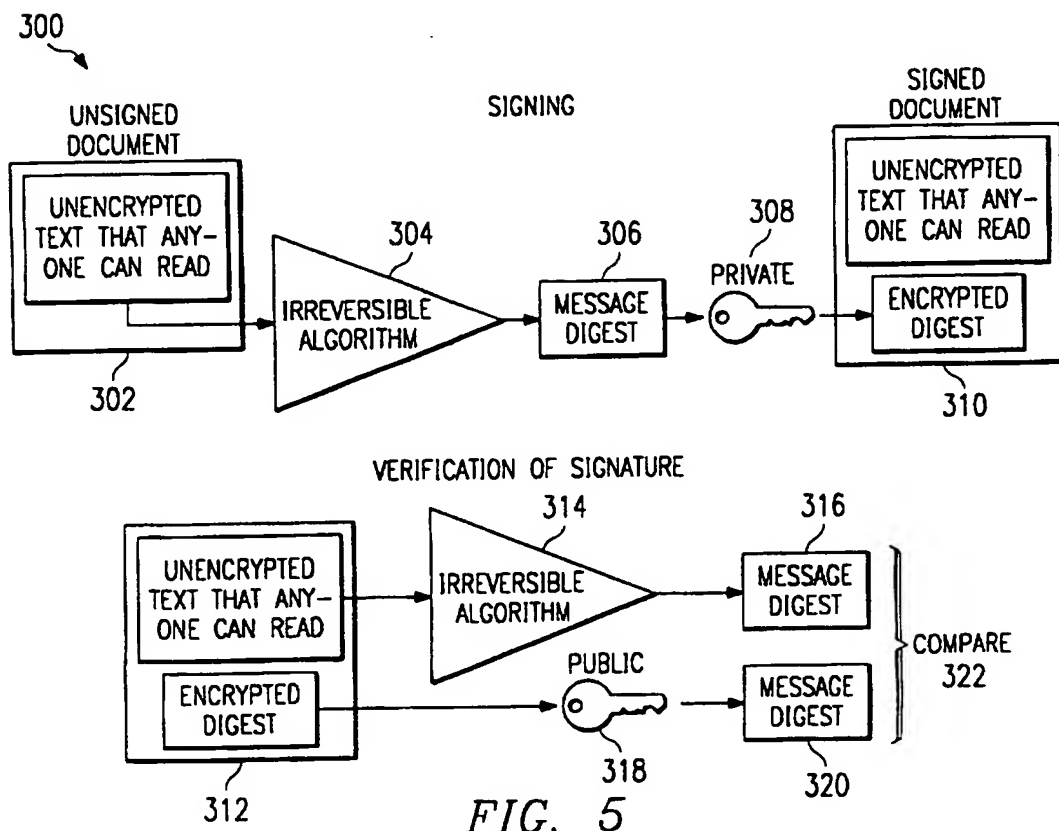 300
UNSIGNED
DOCUMENT
SIGNING
SIGNED
DOCUMENT
UNENCRYPTED
TEXT THAT ANY-
ONE CAN READ
302
304
IRREVERSIBLE
ALGORITHM
306
MESSAGE
DIGEST
308
PRIVATE
UNENCRYPTED
TEXT THAT ANY-
ONE CAN READ
ENCRYPTED
DIGEST
310
VERIFICATION OF SIGNATURE
UNENCRYPTED
TEXT THAT ANY-
ONE CAN READ
ENCRYPTED
DIGEST
312
314
IRREVERSIBLE
ALGORITHM
316
MESSAGE
DIGEST
PUBLIC
318
MESSAGE
DIGEST
320
COMPARE
322
FIG. 5